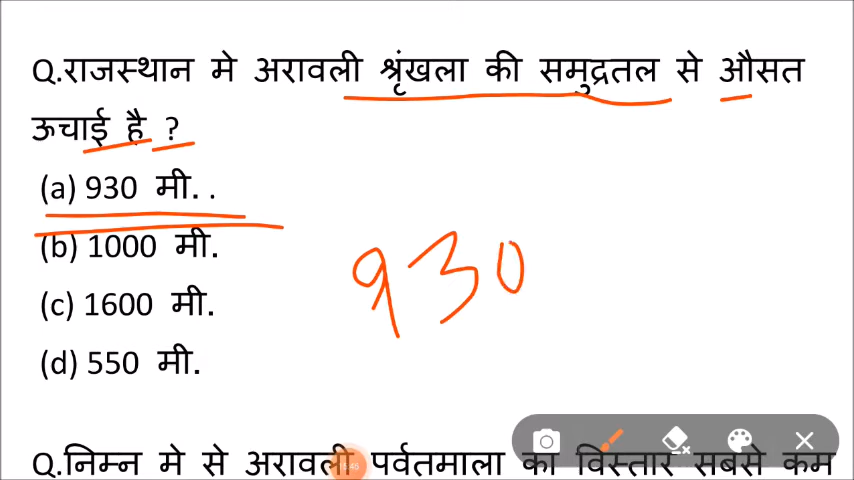 Q.राजस्थान मे अरावली श्रृंखला की समुद्रतल से औसत
ऊचाई है ?
(a) 930 मी. .
(b) 1000 मी.
930
(c) 1600 मी.
(d) 550 मी.
Q.निम्न मे से अरावली पर्वतमाला का विस्तार सबसे कम